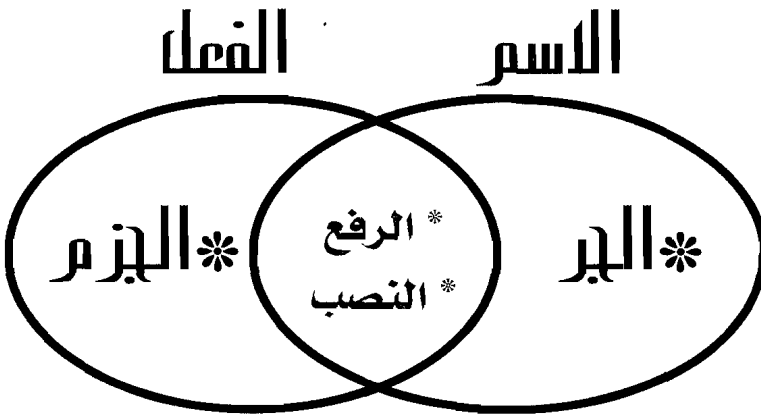 الاسم
الفعل
*الجر
* الرفع
* النصب
*الجزم